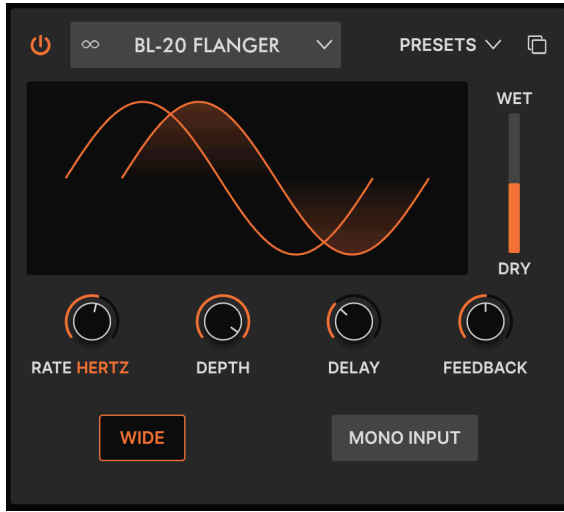 ∞ BL-20 FLANGER PRESETS
WET
DRY
RATE HERTZ DEPTH DELAY FEEDBACK
WIDE MONO INPUT